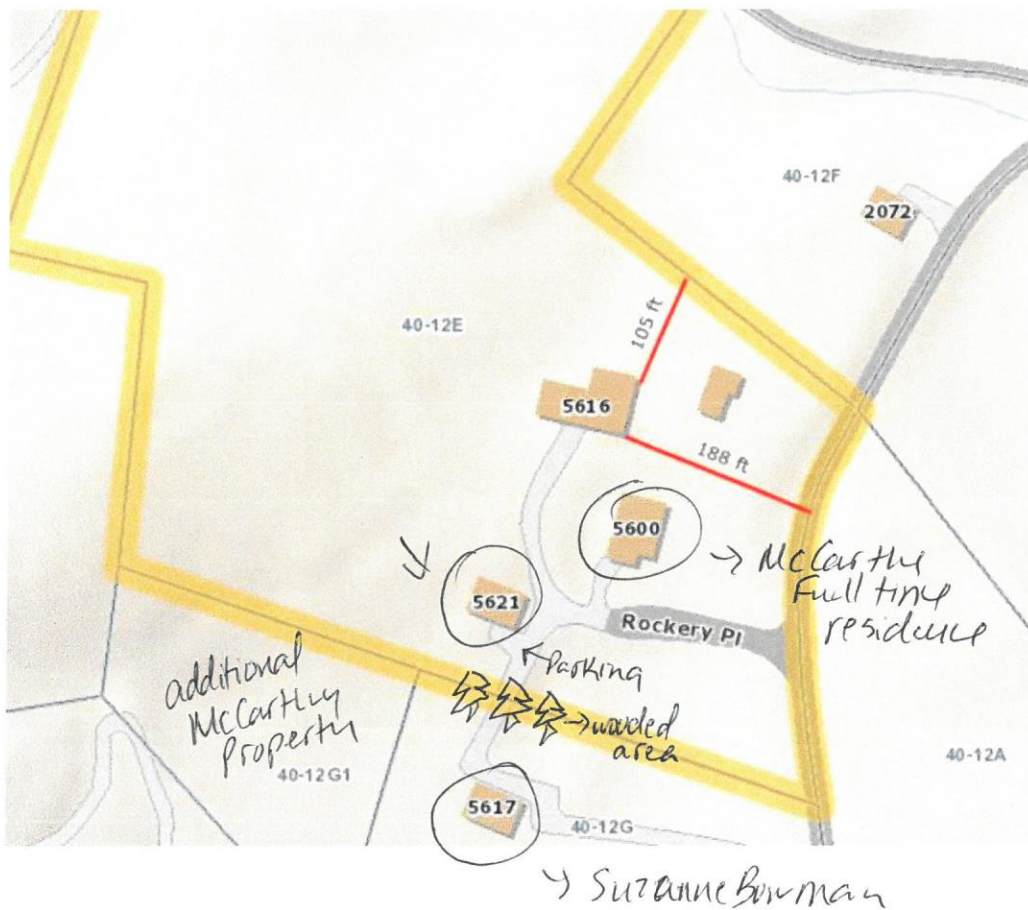 40-12F
2072
40-12E
105 ft
5616
188 ft
5600
→ McCarthy
Full time
residence
5621
Rockery Pl
←Parking
additional
McCarthy
Property
→wooded
area
40-12A
40-12G1
5617
40-12G
→ Suzanne Bowman